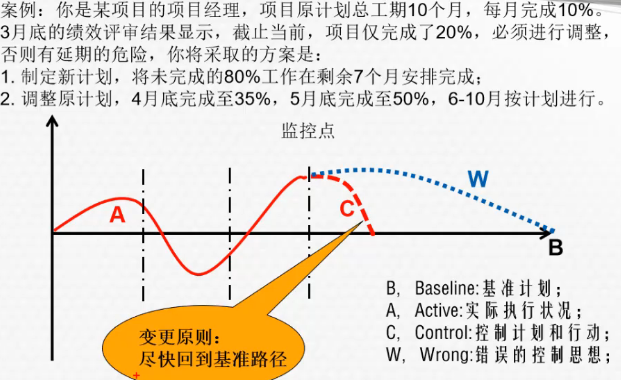 案例：你是某项目的项目经理，项目原计划总工期10个月，每月完成10%。
3月底的绩效评审结果显示，截止当前，项目仅完成了20%，必须进行调整，
否则有延期的危险，你将采取的方案是：
1. 制定新计划，将未完成的80%工作在剩余7个月安排完成；
2. 调整原计划，4月底完成至35%，5月底完成至50%，6-10月按计划进行。
监控点
A
C
W
B
B, Baseline:基准计划；
A, Active:实际执行状况；
C, Control:控制计划和行动；
W, Wrong:错误的控制思想；
变更原则：
尽快回到基准路径